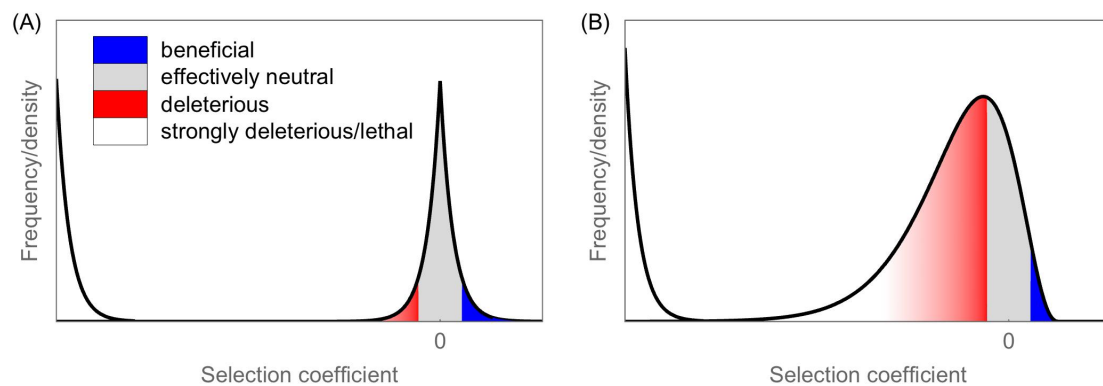 (A)
beneficial
effectively neutral
deleterious
strongly deleterious/lethal
Frequency/density
0
Selection coefficient
(B)
Frequency/density
0
Selection coefficient